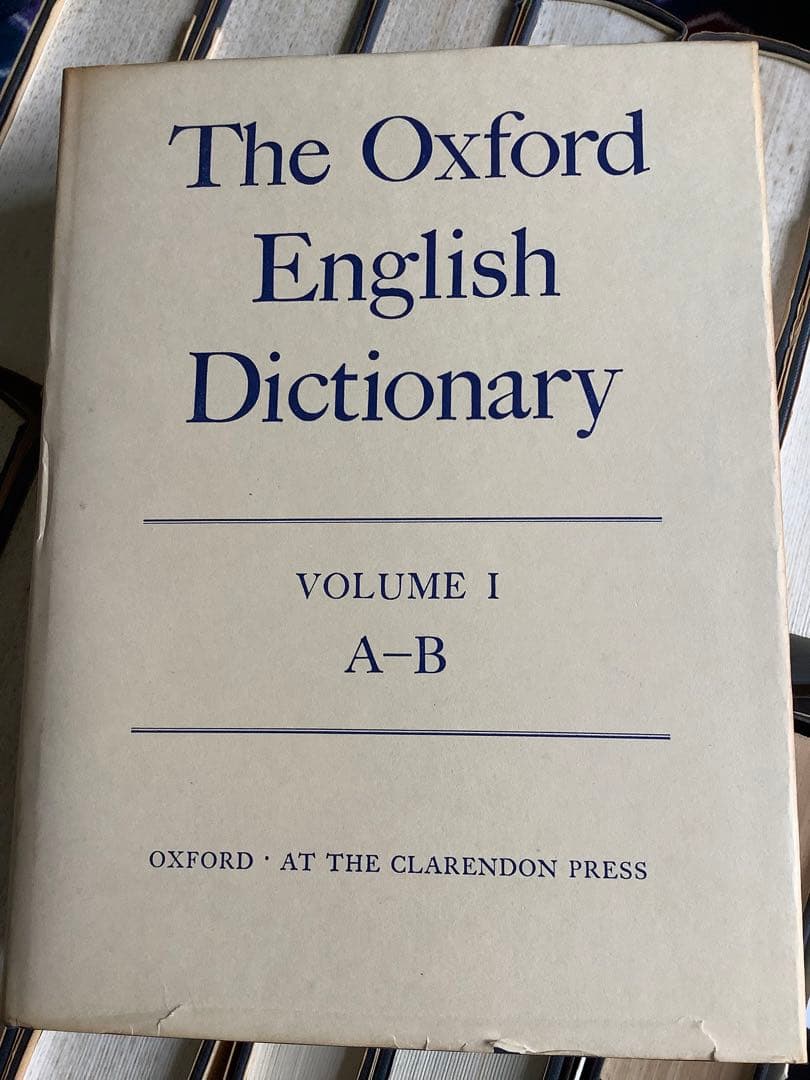 The Oxford
English
Dictionary
VOLUME I
A–B
OXFORD · AT THE CLARENDON PRESS